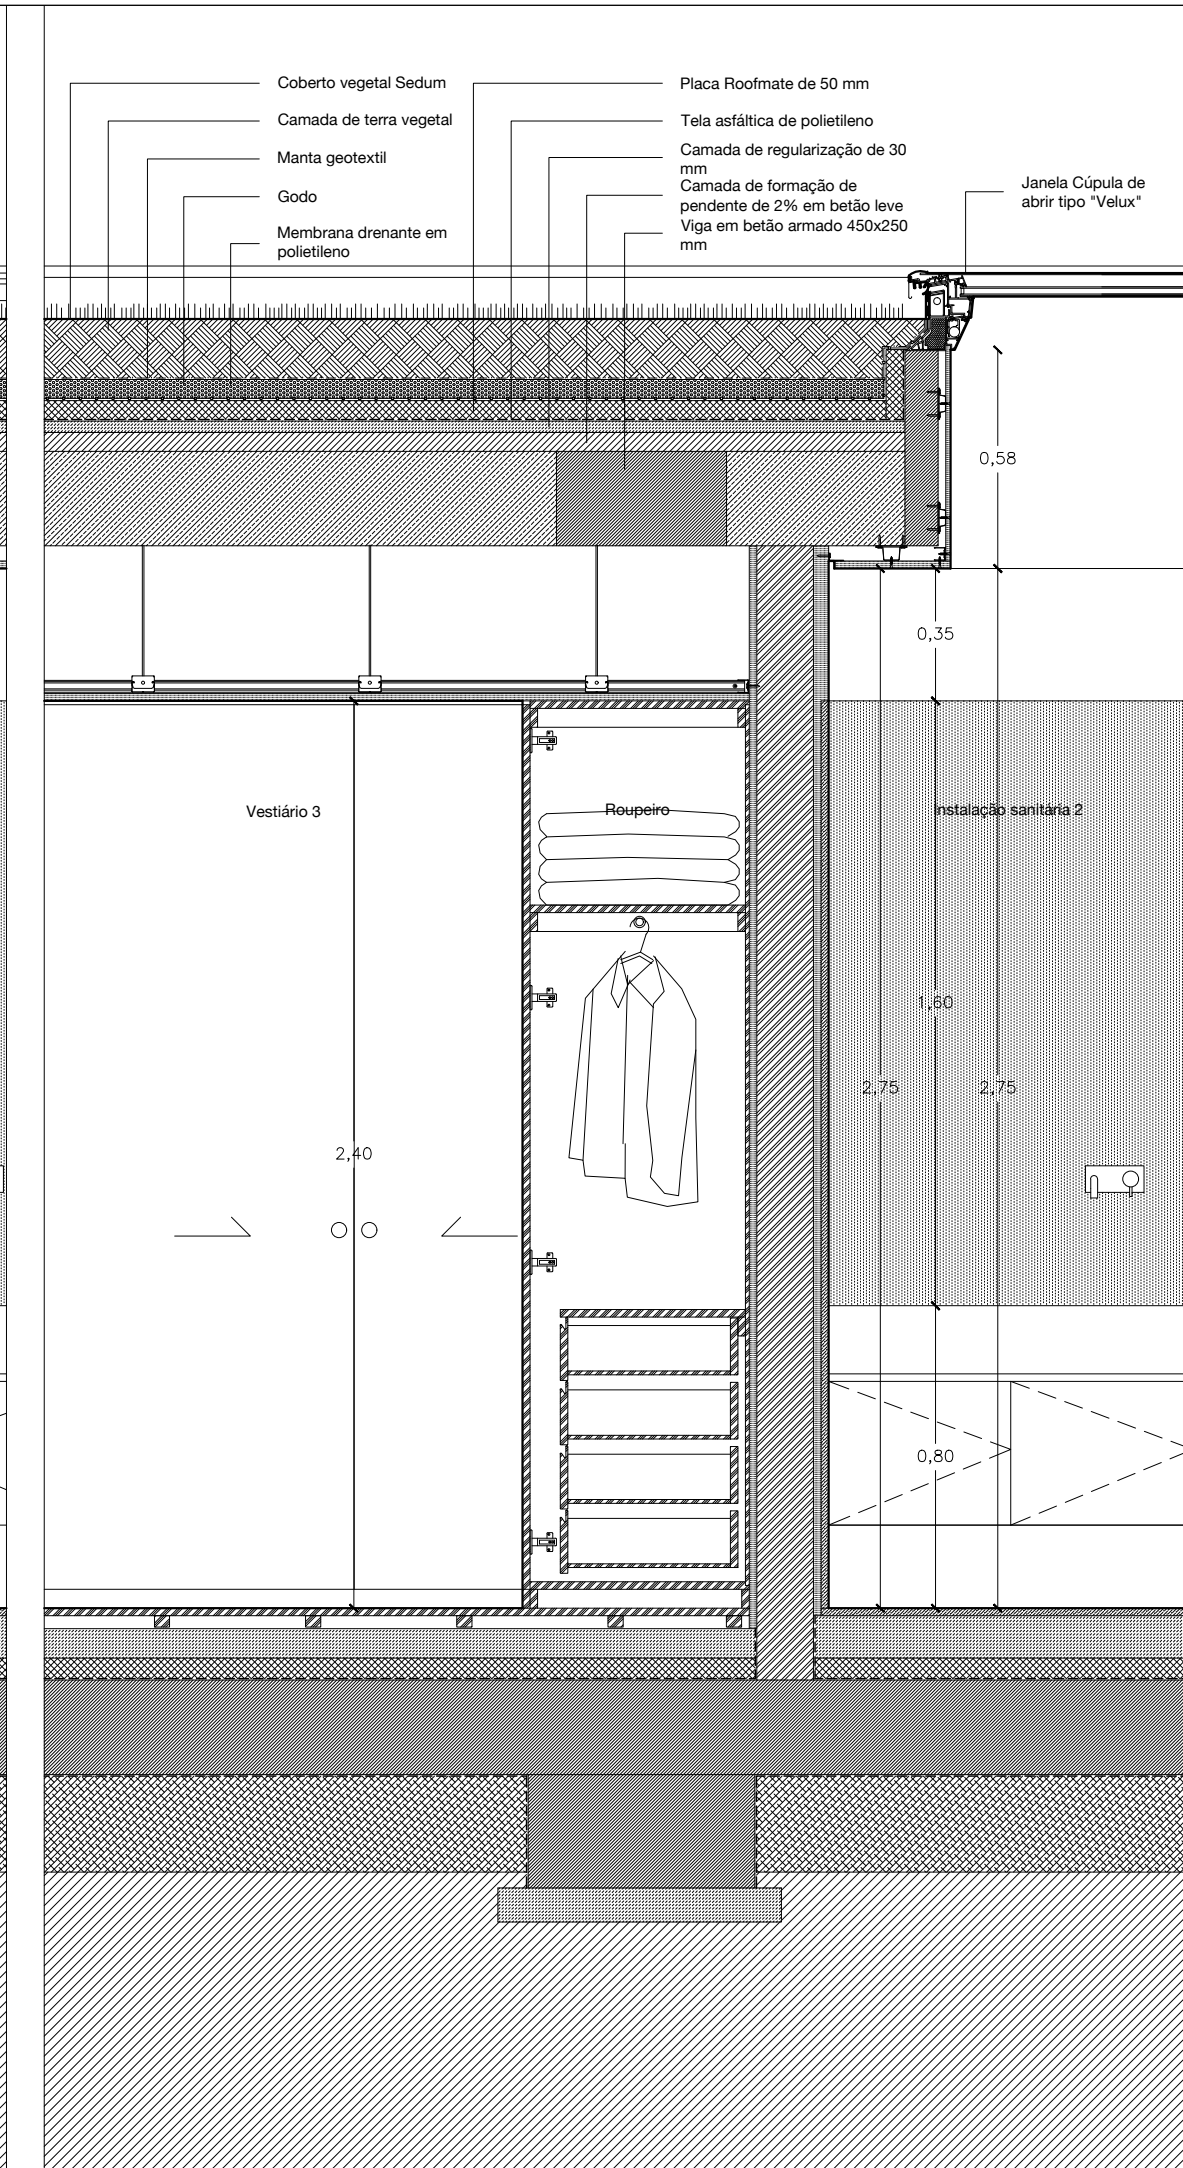 Coberto vegetal Sedum
Camada de terra vegetal
Manta geotextil
Godo
Membrana drenante em
polietileno
Placa Roofmate de 50 mm
Tela asfáltica de polietileno
Camada de regularização de 30
mm
Camada de formação de
pendente de 2% em betão leve
Viga em betão armado 450x250
mm
Janela Cúpula de
abrir tipo "Velux"
0,58
0,35
Vestiário 3
Roupeiro
Instalação sanitária 2
1,60
2,75
2,75
2,40
0,80